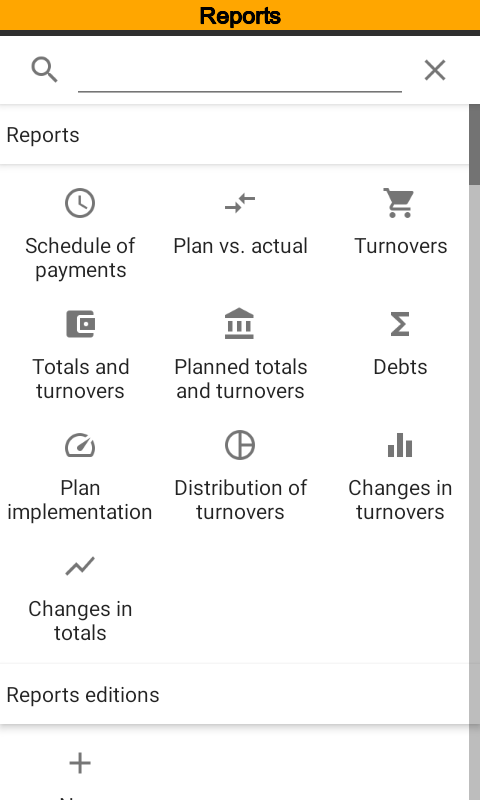 Reports
Reports
Schedule of
payments
Plan vs. actual
Turnovers
Totals and
turnovers
Planned totals
and turnovers
Debts
Plan
implementation
Distribution of
turnovers
Changes in
turnovers
Changes in
totals
Reports editions